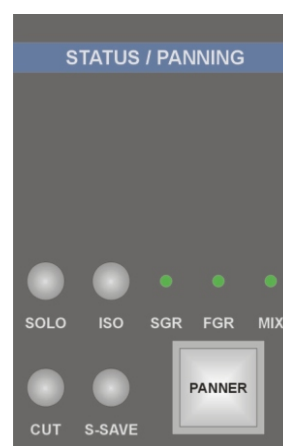 STATUS / PANNING
SOLO ISO SGR FGR MIX
PANNER
CUT S-SAVE